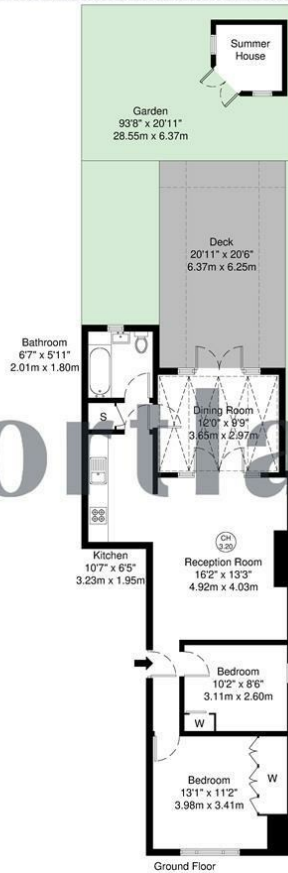 Summer
House
Garden
93'8" x 20'11"
28.55m x 6.37m
Deck
20'11" x 20'6"
6.37m x 6.25m
Bathroom
6'7" x 5'11"
2.01m x 1.80m
S
Dining Room
12'0" x 9'9"
3.65m x 2.97m
ortla
Kitchen
10'7" x 6'5"
3.23m x 1.95m
CH
3.20
Reception Room
16'2" x 13'3"
4.92m x 4.03m
Bedroom
10'2" x 8'6"
3.11m x 2.60m
W
Bedroom
13'1" x 11'2"
3.98m x 3.41m
W
Ground Floor